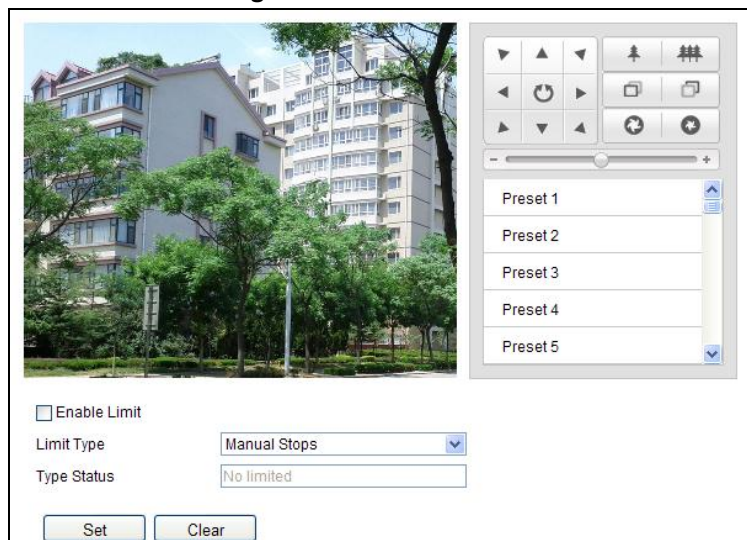 Preset 1
Preset 2
Preset 3
Preset 4
Preset 5
Enable Limit
Limit Type
Manual Stops
Type Status
No limited
Set
Clear